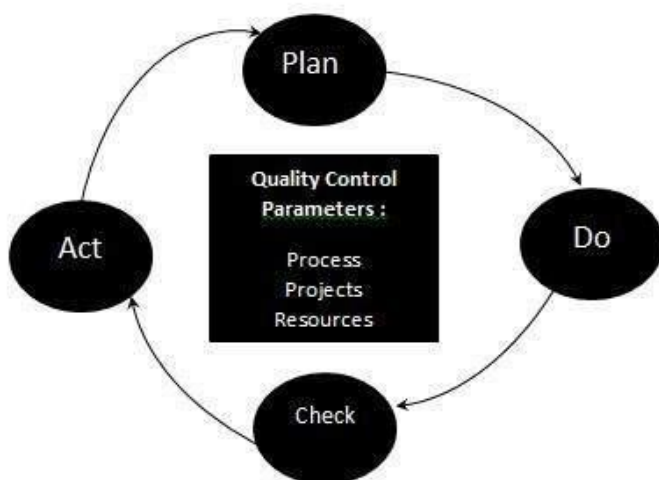 Plan
Do
Check
Act
Quality Control
Parameters :
Process
Projects
Resources